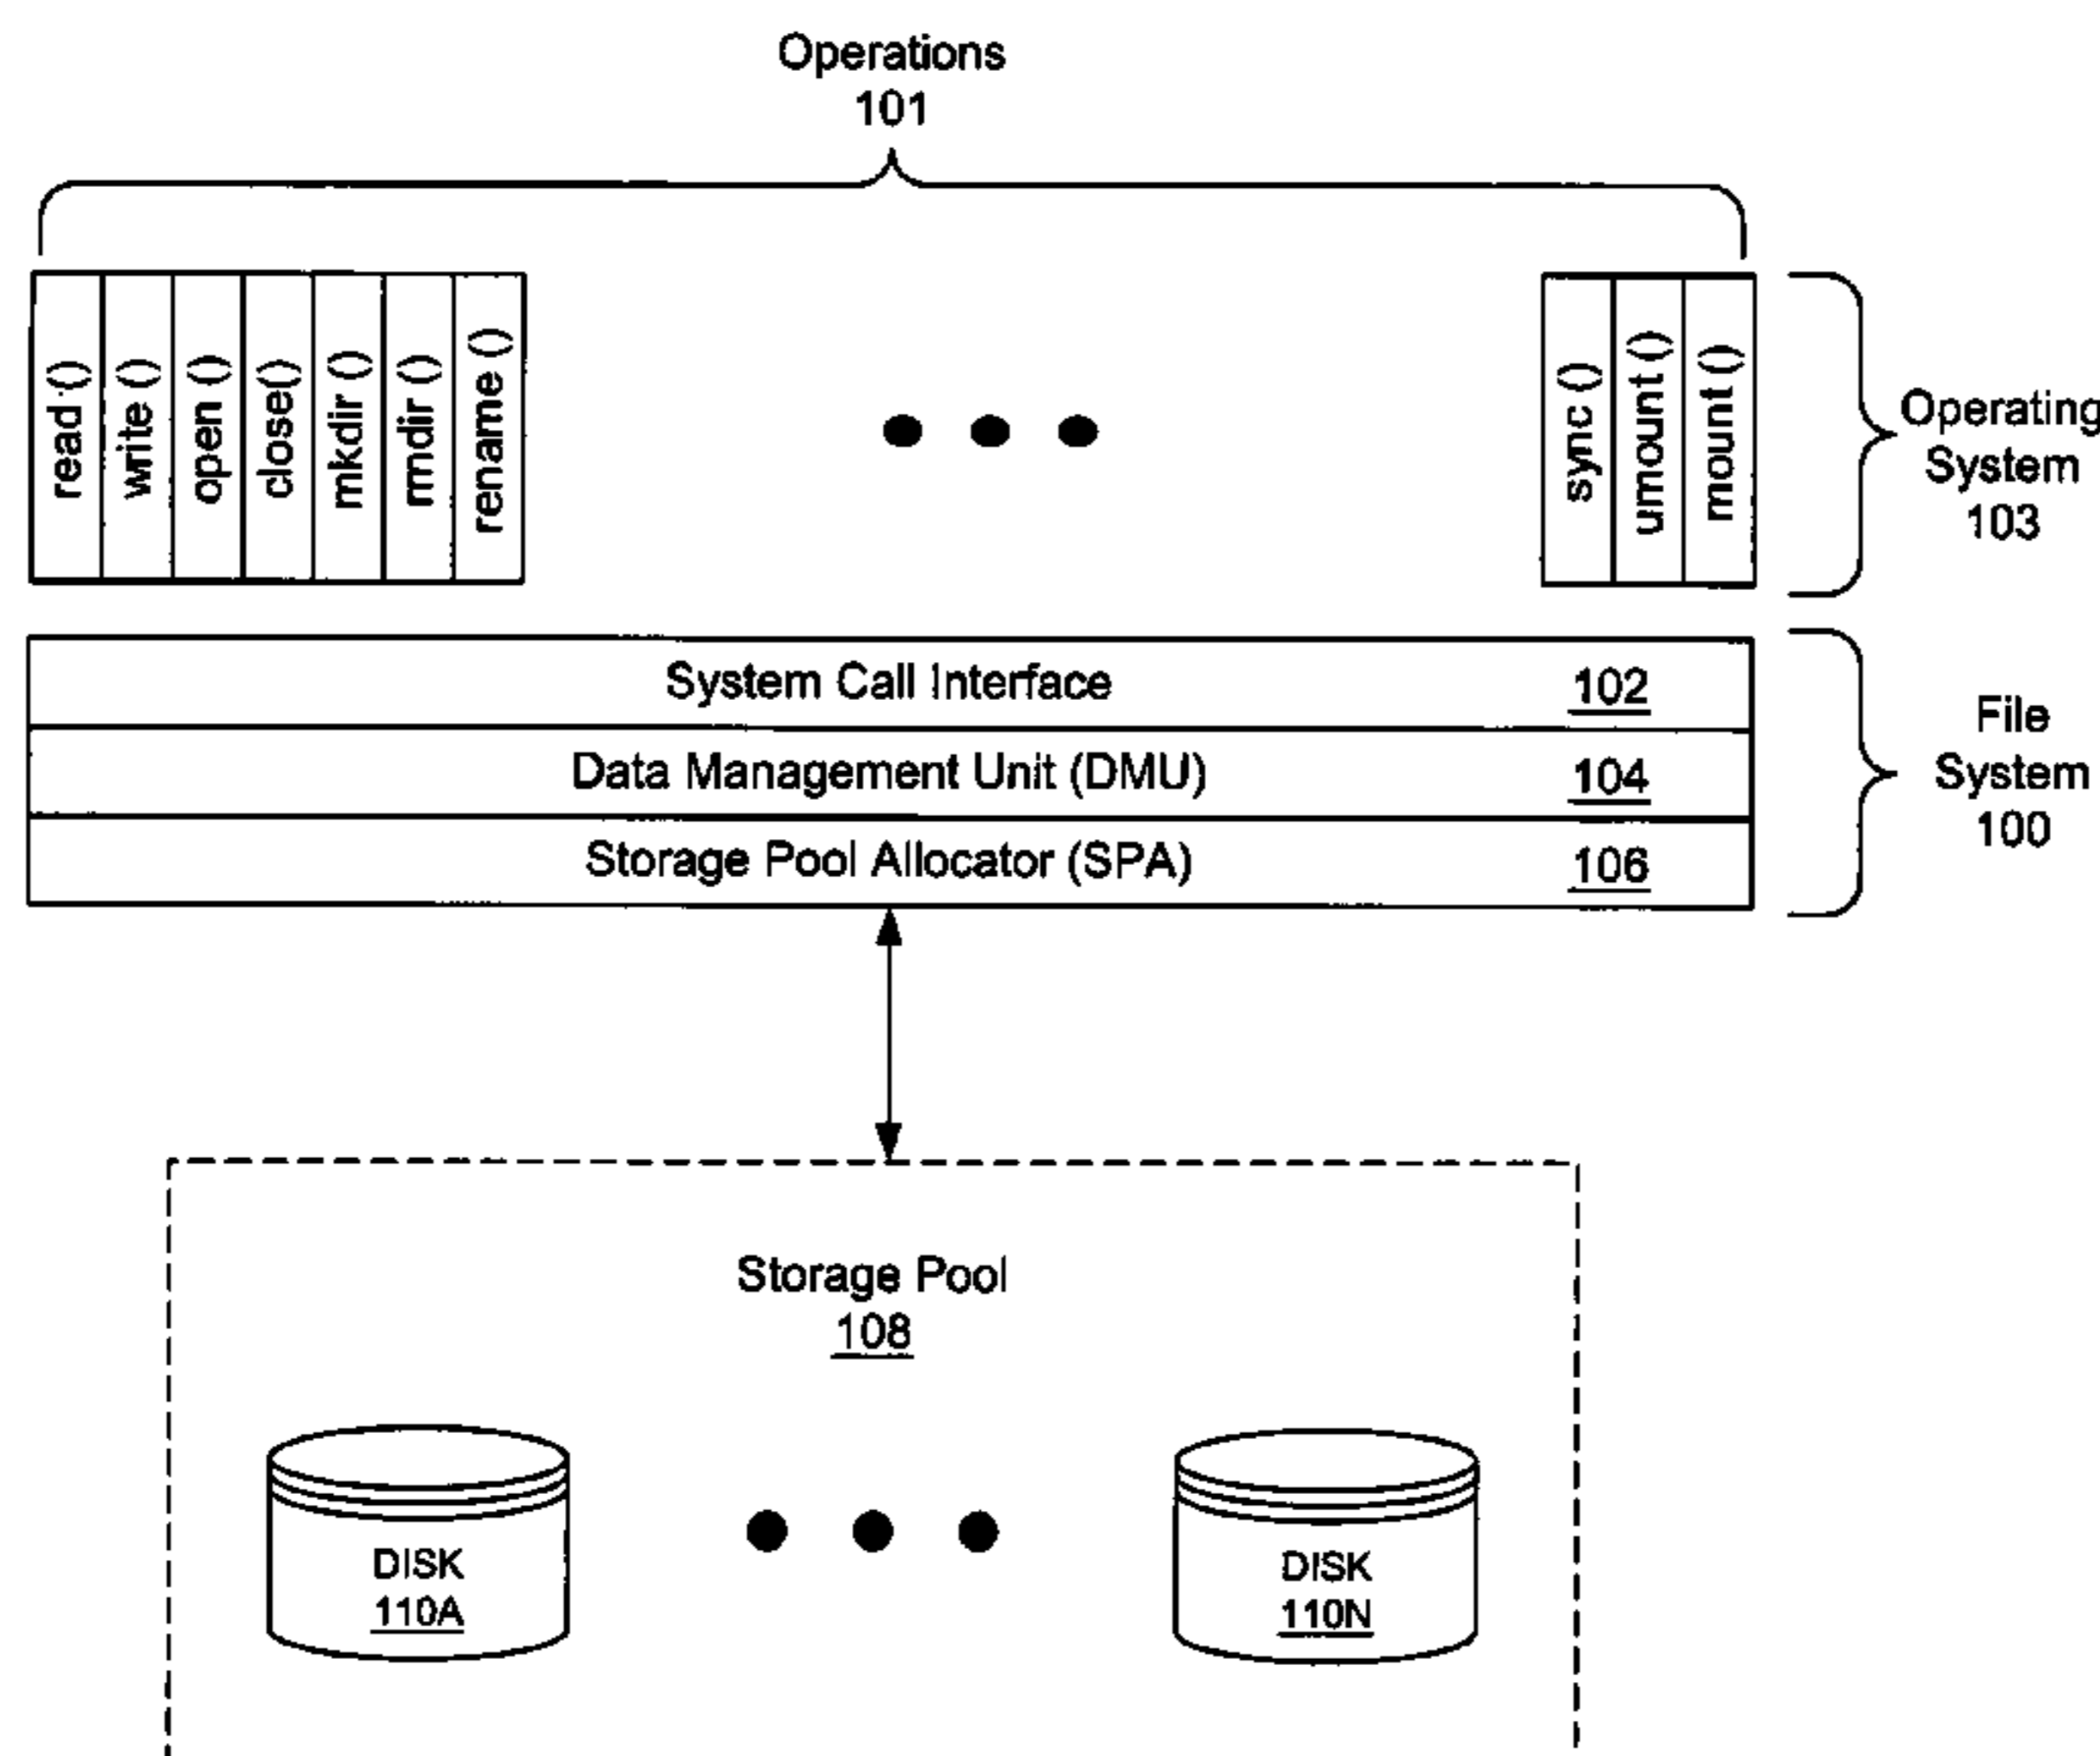 Operations
101
read ()
write ()
open ()
close()
mkdir ()
rmdir ()
rename ()
sync ()
umount ()
mount ()
Operating
System
103
System Call Interface 102
Data Management Unit (DMU) 104
Storage Pool Allocator (SPA) 106
File
System
100
Storage Pool
108
DISK
110A
DISK
110N